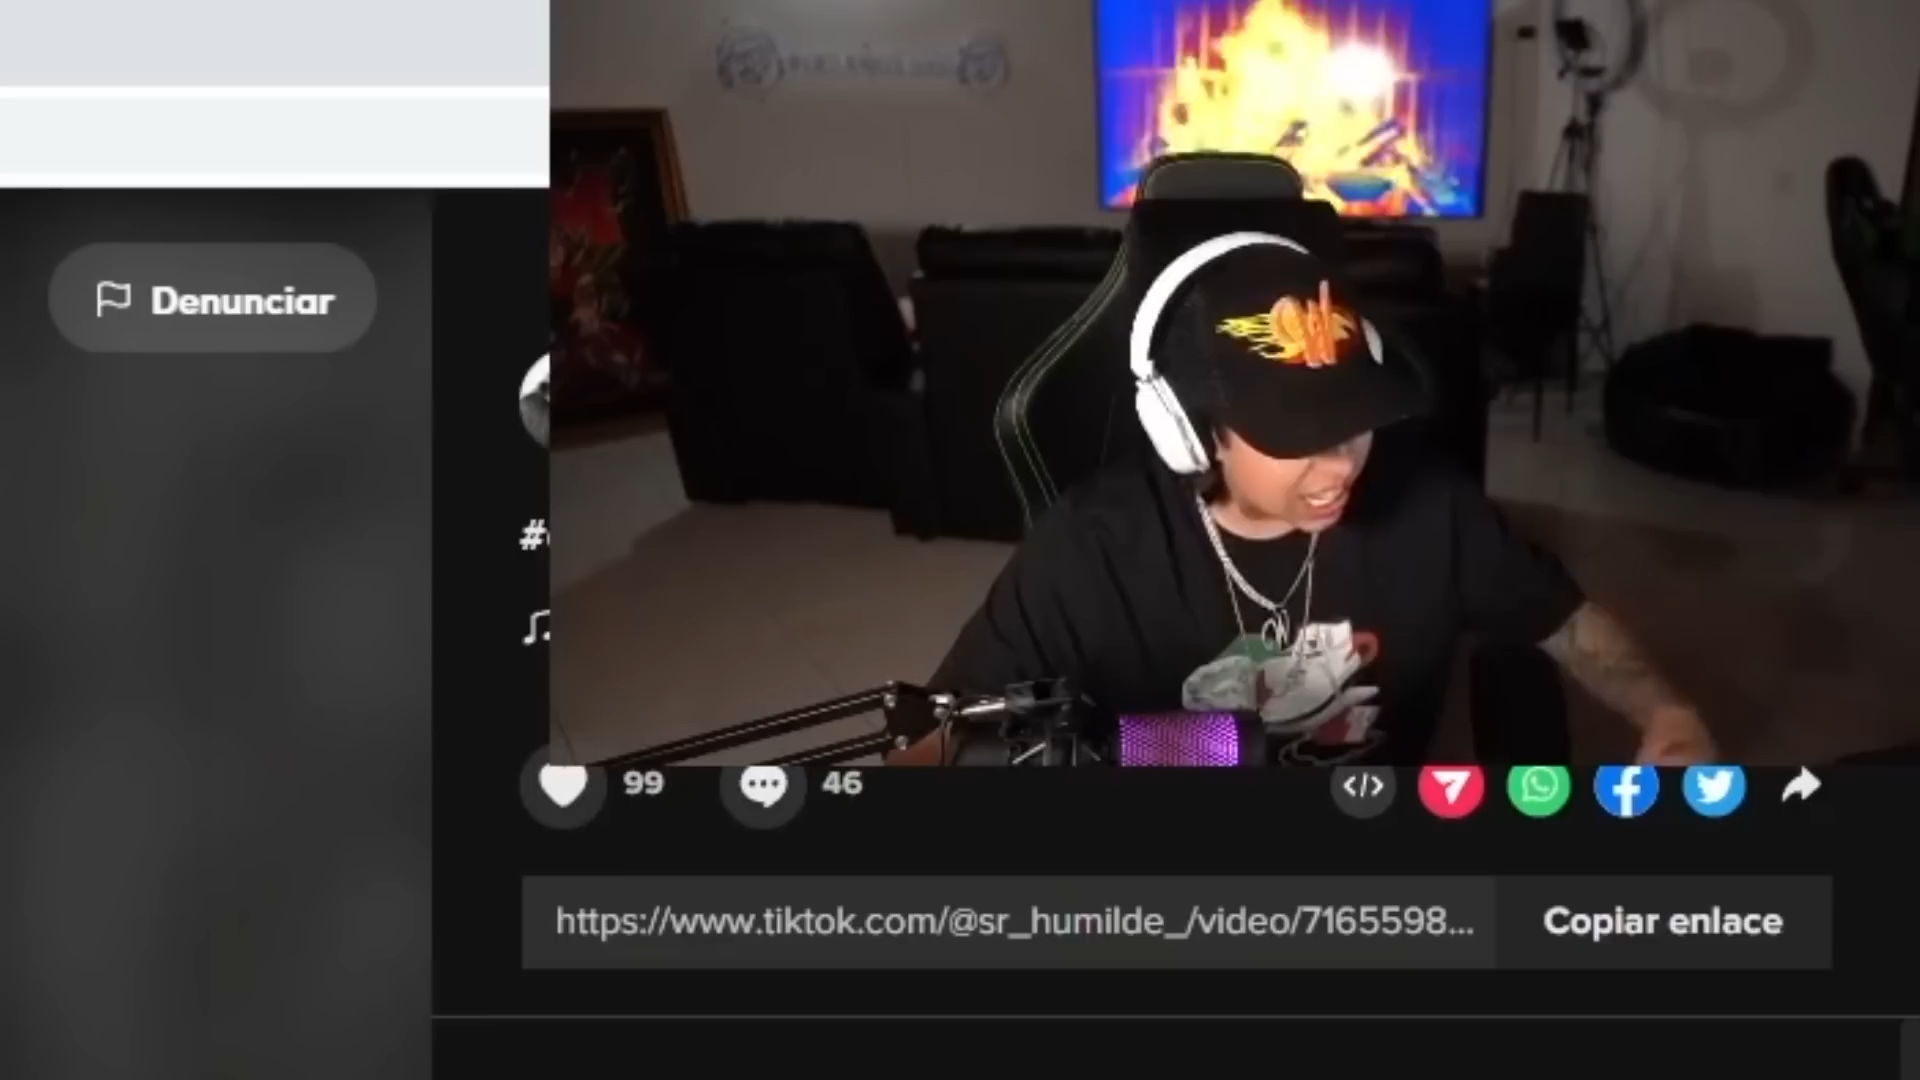 Denunciar
#
99
46
https://www.tiktok.com/@sr_humilde_/video/7165598...
Copiar enlace